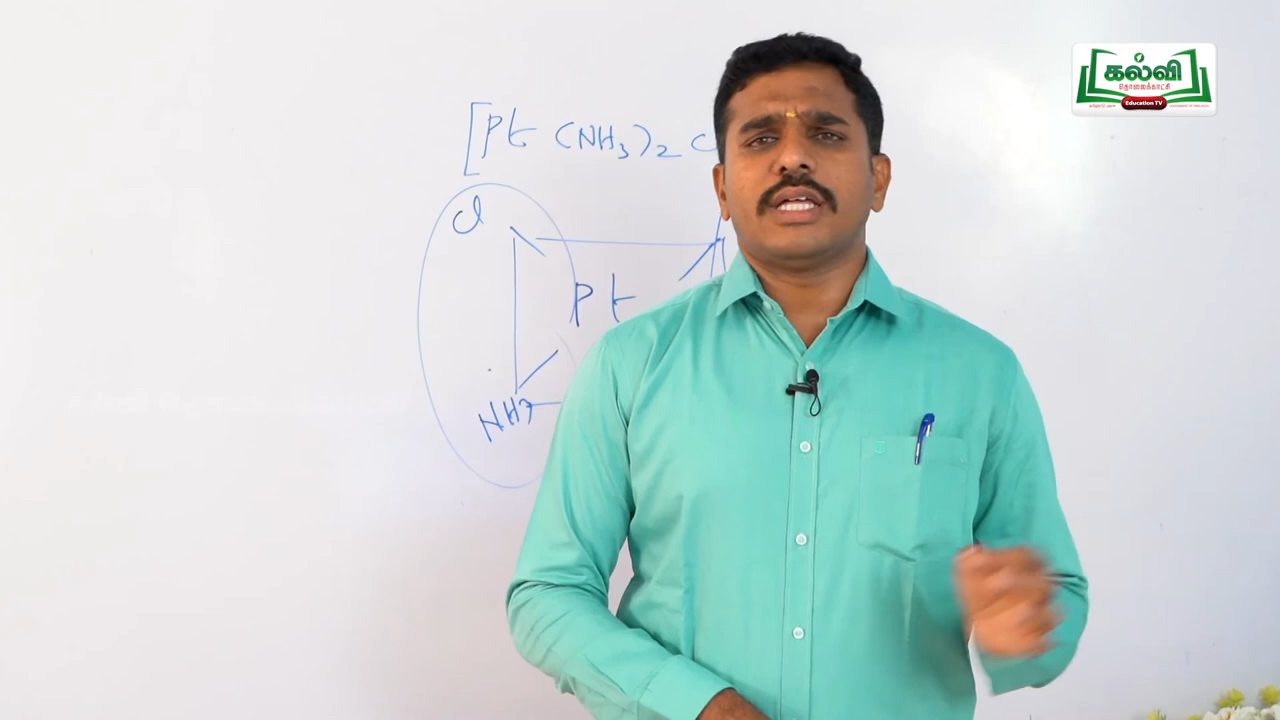 [Pt (NH3)2 C
Cl
Pt
NH3
கல்வி
தொலைக்காட்சி
Education TV